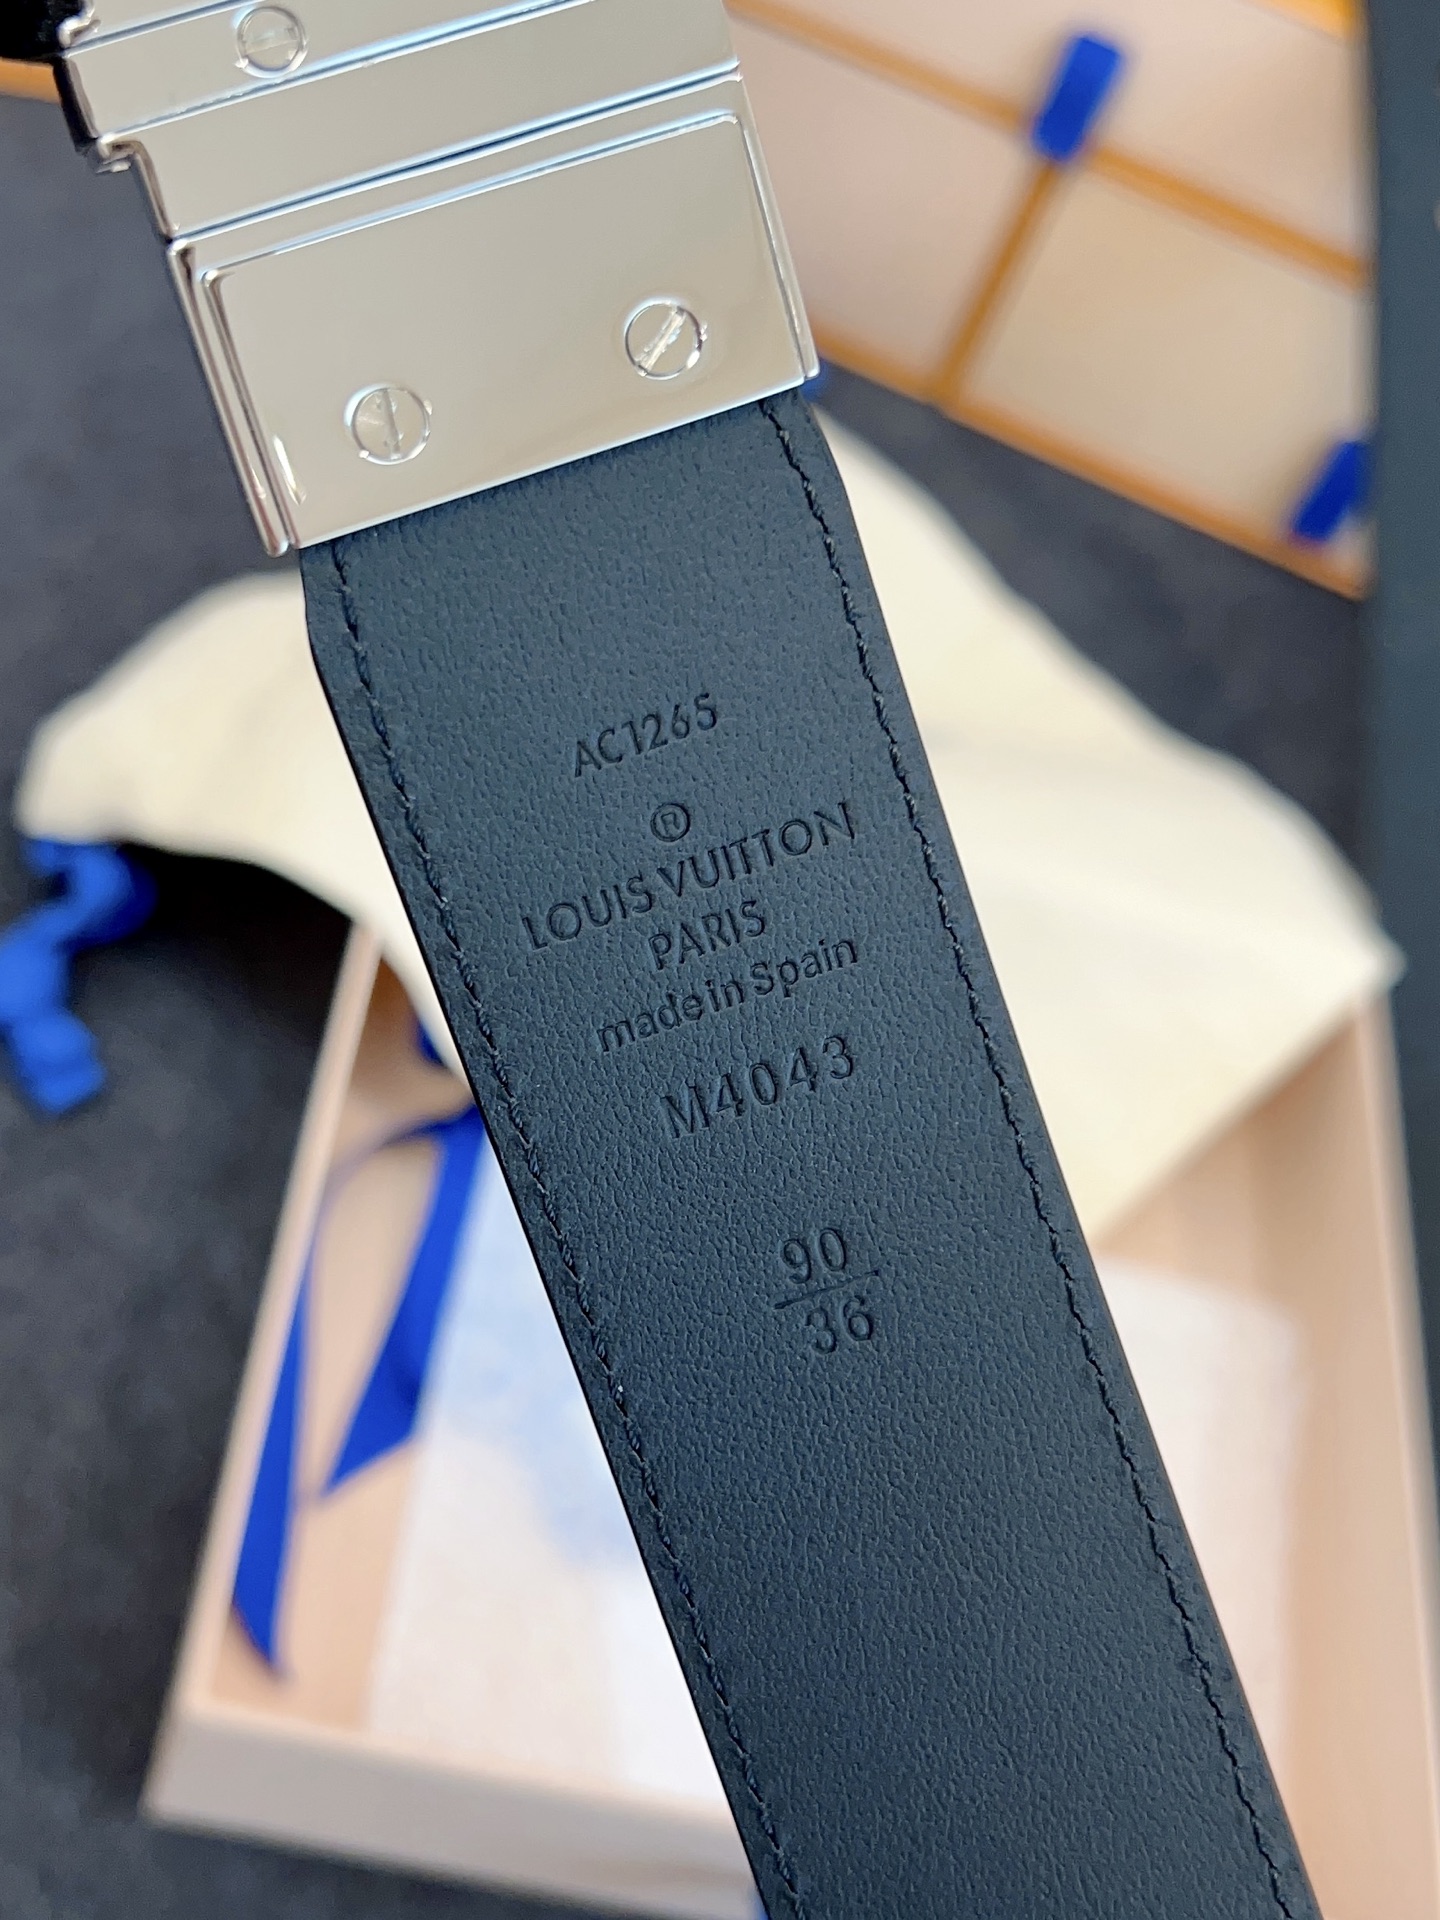 AC1265
®
LOUIS VUITTON
PARIS
made in Spain
M4043
90
36